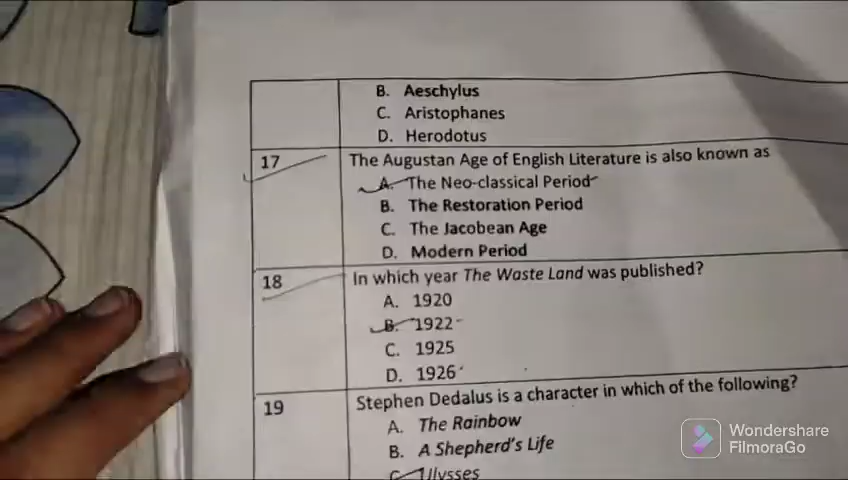 B. Aeschylus
C. Aristophanes
D. Herodotus
17 The Augustan Age of English Literature is also known as
A. The Neo-classical Period
B. The Restoration Period
C. The Jacobean Age
D. Modern Period
18 In which year The Waste Land was published?
A. 1920
B. 1922
C. 1925
D. 1926
19 Stephen Dedalus is a character in which of the following?
A. The Rainbow
B. A Shepherd's Life
C. Ulysses
Wondershare
FilmoraGo